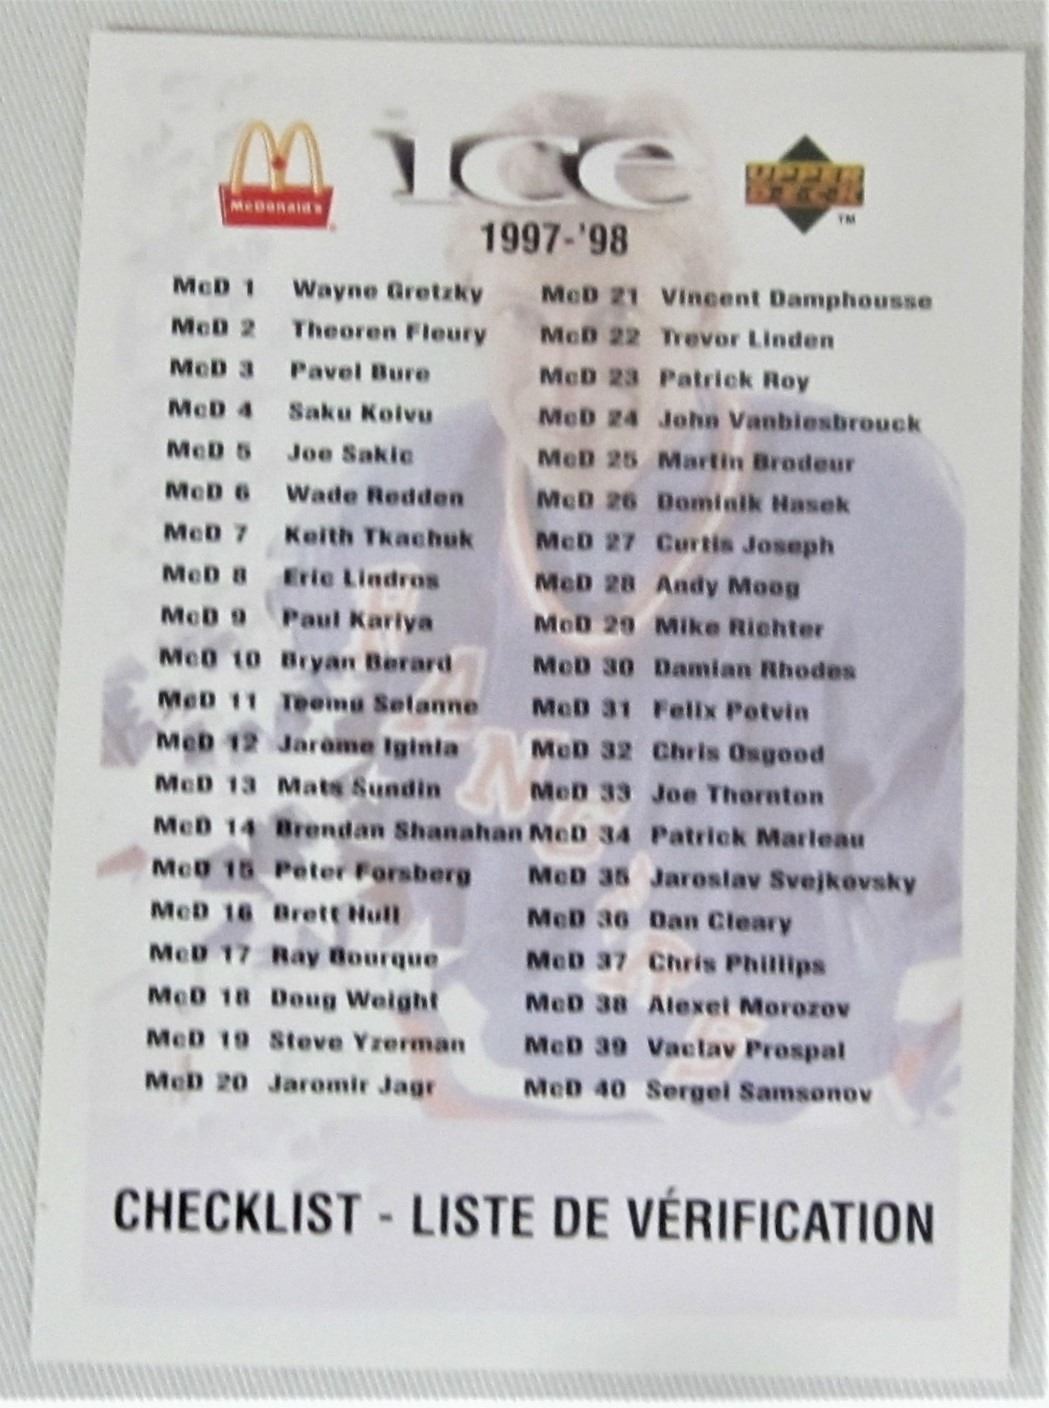 McDonald's
ice
UPPER DECK ™
1997-'98
McD 1 Wayne Gretzky
McD 2 Theoren Fleury
McD 3 Pavel Bure
McD 4 Saku Koivu
McD 5 Joe Sakic
McD 6 Wade Redden
McD 7 Keith Tkachuk
McD 8 Eric Lindros
McD 9 Paul Kariya
McD 10 Bryan Berard
McD 11 Teemu Selanne
McD 12 Jarome Iginla
McD 13 Mats Sundin
McD 14 Brendan Shanahan
McD 15 Peter Forsberg
McD 16 Brett Hull
McD 17 Ray Bourque
McD 18 Doug Weight
McD 19 Steve Yzerman
McD 20 Jaromir Jagr
McD 21 Vincent Damphousse
McD 22 Trevor Linden
McD 23 Patrick Roy
McD 24 John Vanbiesbrouck
McD 25 Martin Brodeur
McD 26 Dominik Hasek
McD 27 Curtis Joseph
McD 28 Andy Moog
McD 29 Mike Richter
McD 30 Damian Rhodes
McD 31 Felix Potvin
McD 32 Chris Osgood
McD 33 Joe Thornton
McD 34 Patrick Marleau
McD 35 Jaroslav Svejkovsky
McD 36 Dan Cleary
McD 37 Chris Phillips
McD 38 Alexei Morozov
McD 39 Vaclav Prospal
McD 40 Sergei Samsonov
RANGERS
CHECKLIST - LISTE DE VÉRIFICATION